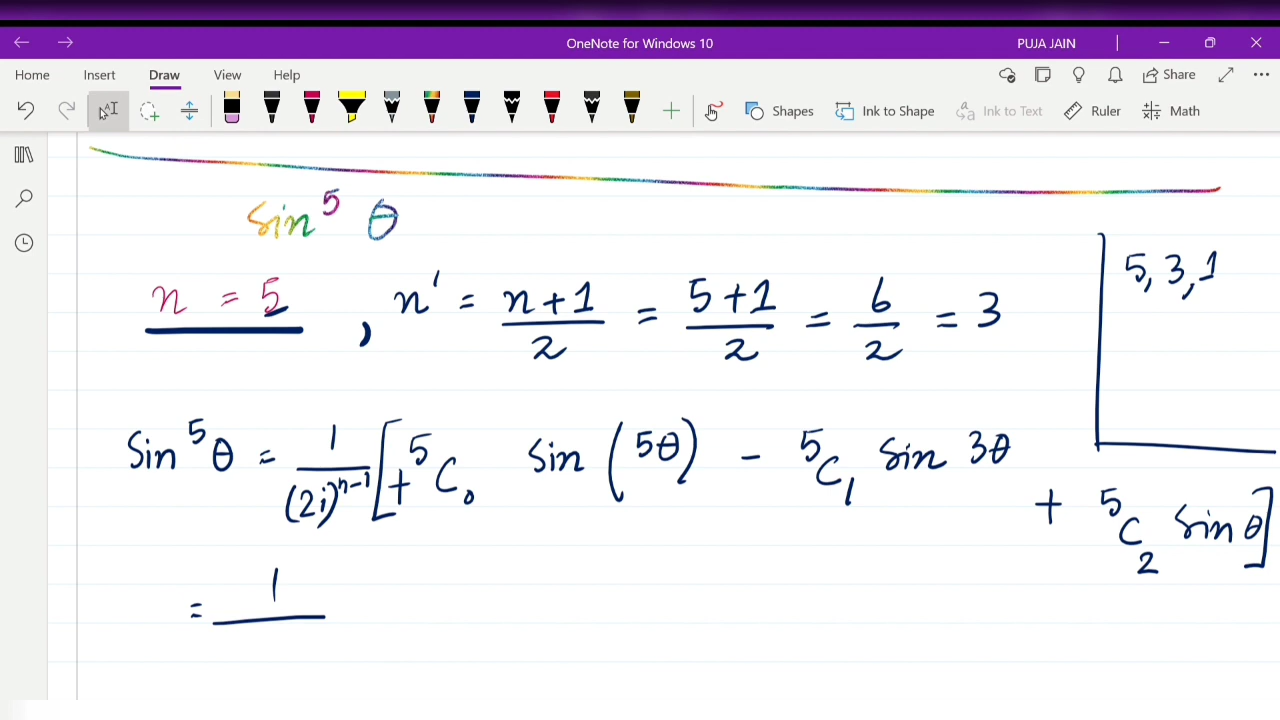 OneNote for Windows 10 PUJA JAIN
Home Insert Draw View Help Share
Shapes Ink to Shape Ink to Text Ruler Math
sin⁵ θ
n = 5 , n' = n+1/2 = 5+1/2 = 6/2 = 3
5, 3, 1
Sin⁵θ = 1/(2i)ⁿ⁻¹ [+ ⁵C₀ sin (5θ) - ⁵C₁ sin 3θ
+ ⁵C₂ sin θ]
= 1